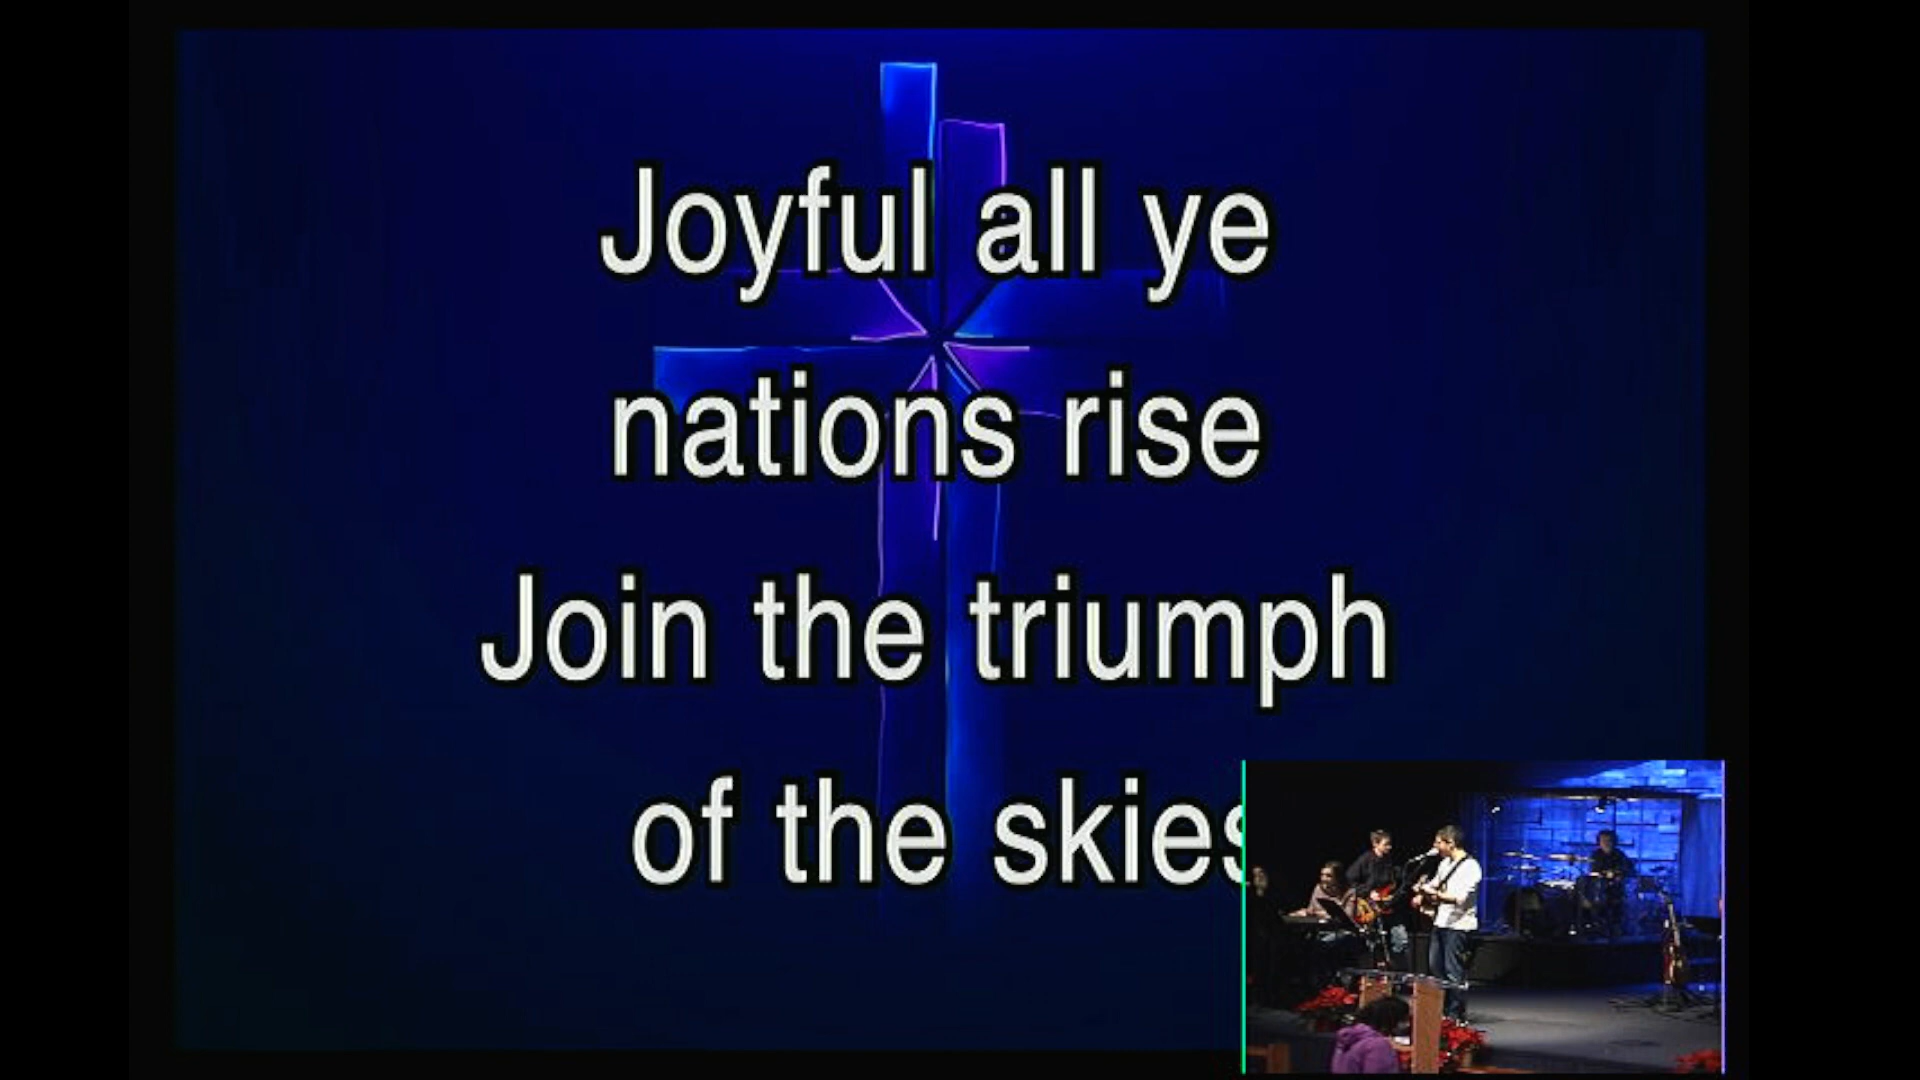 Joyful all ye
nations rise
Join the triumph
of the skies